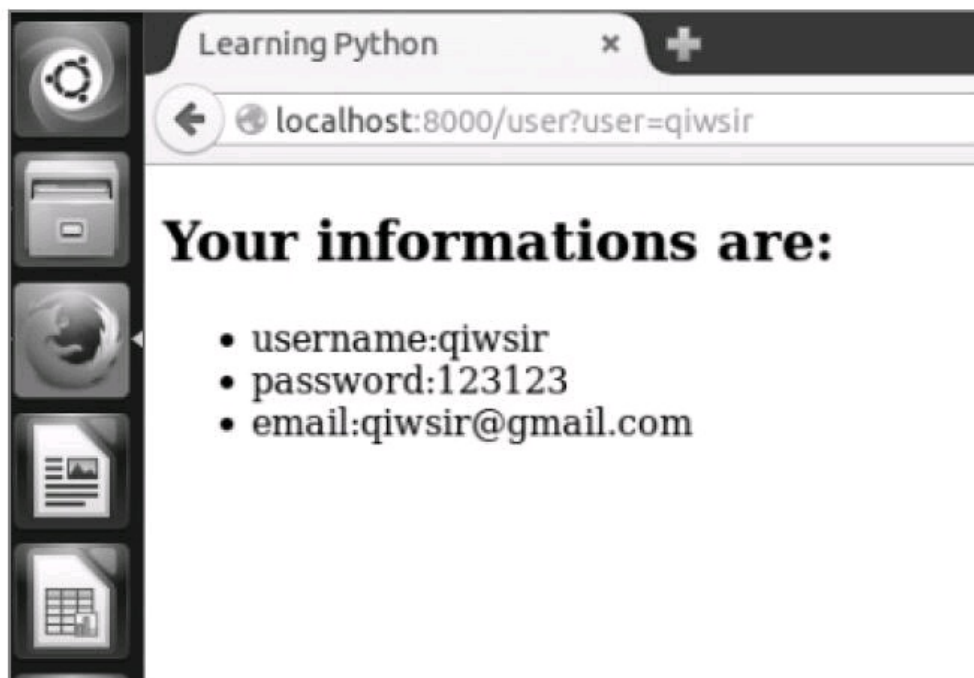 Learning Python
localhost:8000/user?user=qiwsir
Your informations are:
• username:qiwsir
• password:123123
• email:qiwsir@gmail.com